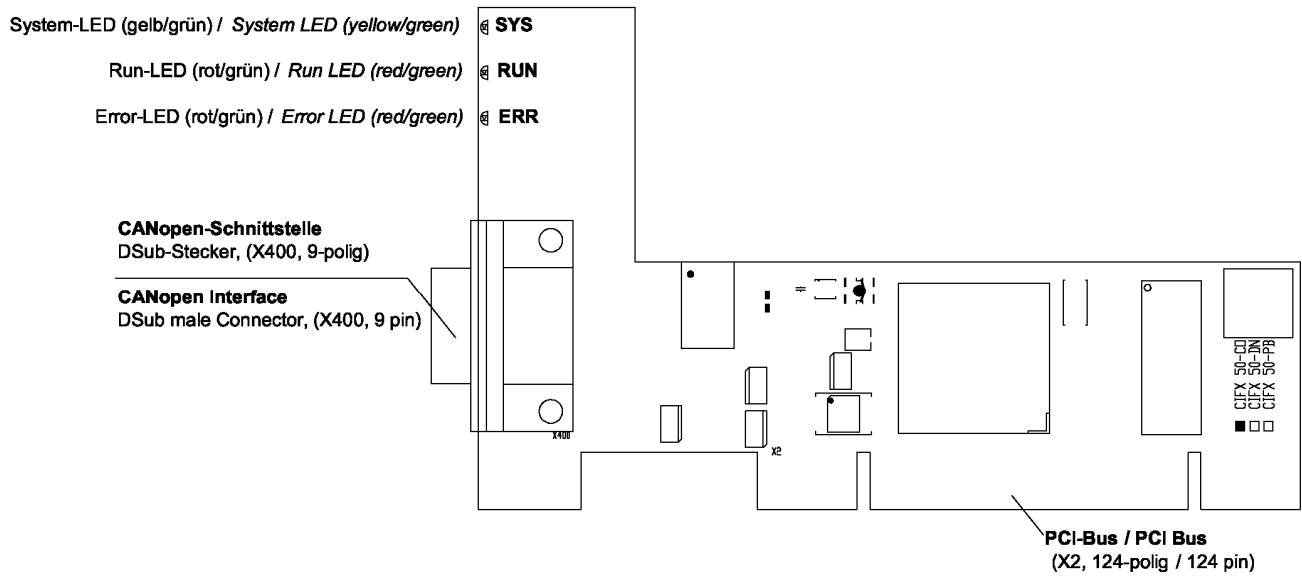 System-LED (gelb/grün) / System LED (yellow/green) SYS
Run-LED (rot/grün) / Run LED (red/green) RUN
Error-LED (rot/grün) / Error LED (red/green) ERR
CANopen-Schnittstelle
DSub-Stecker, (X400, 9-polig)
CANopen Interface
DSub male Connector, (X400, 9 pin)
X400
X2
CIFX 50-CO
CIFX 50-DN
CIFX 50-PB
PCI-Bus / PCI Bus
(X2, 124-polig / 124 pin)